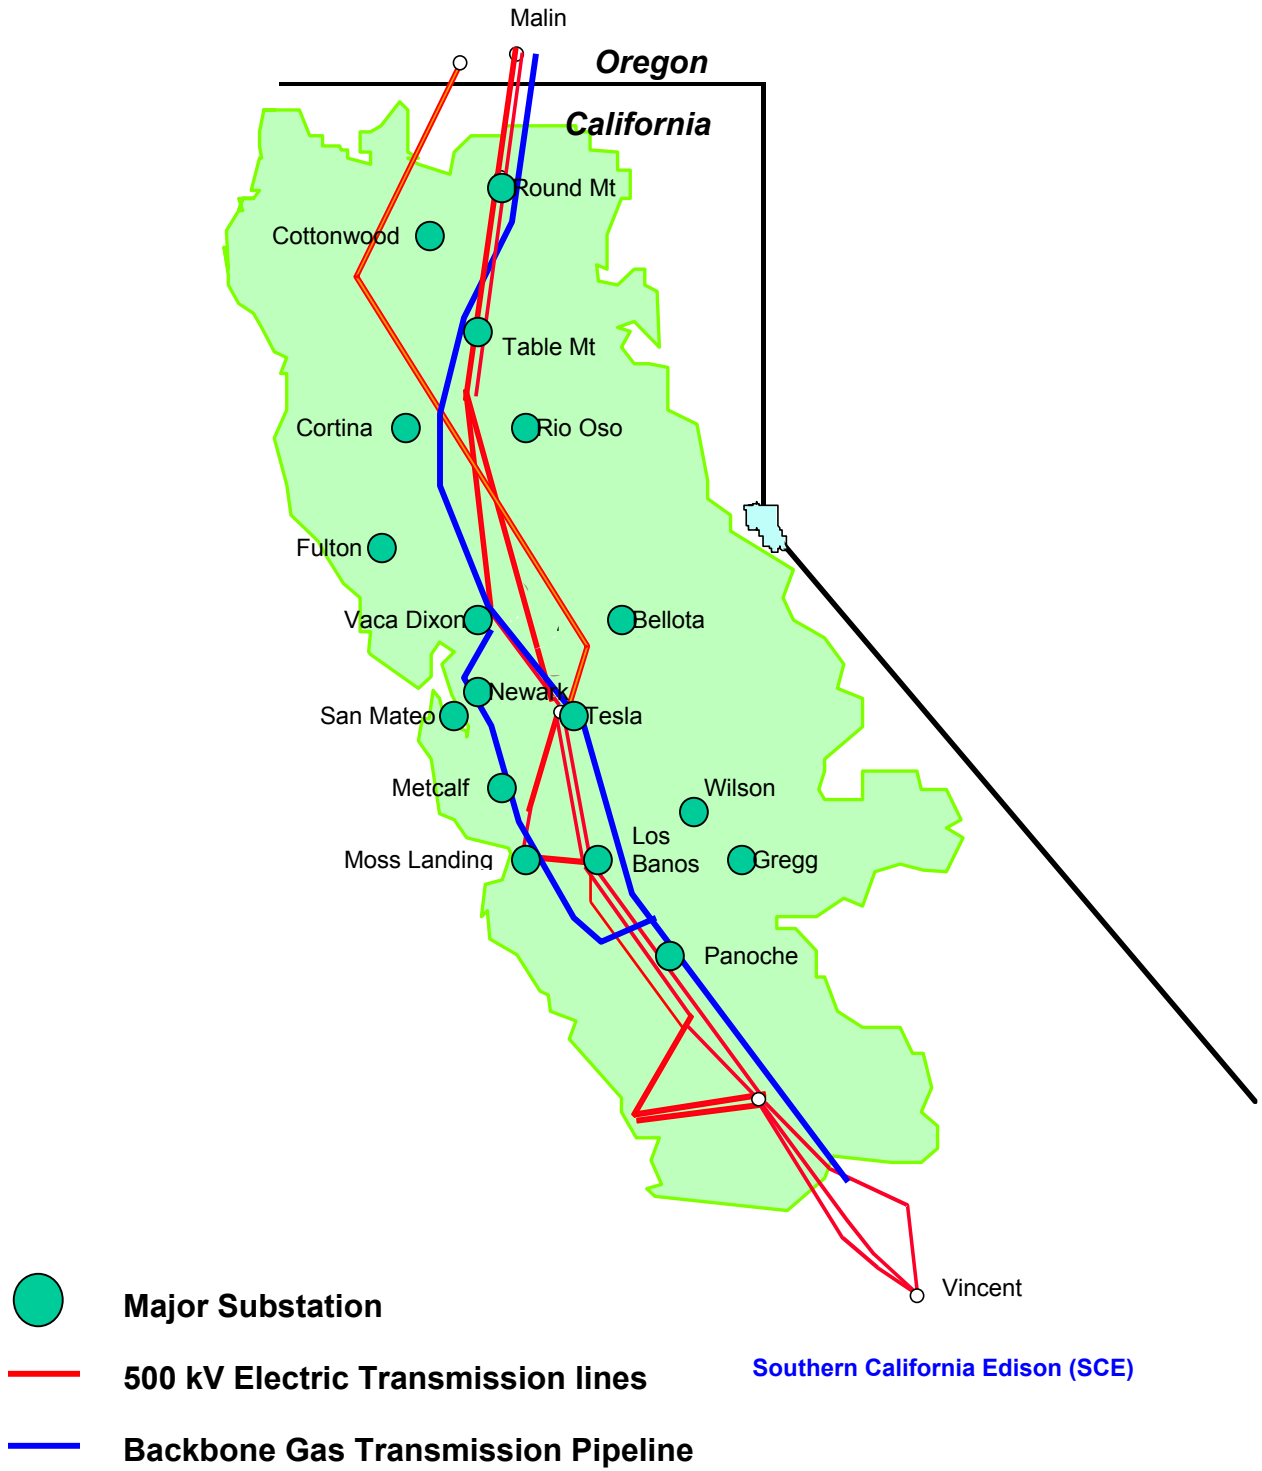 Malin
Oregon
California
Round Mt
Cottonwood
Table Mt
Cortina
Rio Oso
Fulton
Vaca Dixon
Bellota
Newark
San Mateo
Tesla
Metcalf
Wilson
Los
Banos
Moss Landing
Gregg
Panoche
Vincent
Major Substation
500 kV Electric Transmission lines
Southern California Edison (SCE)
Backbone Gas Transmission Pipeline